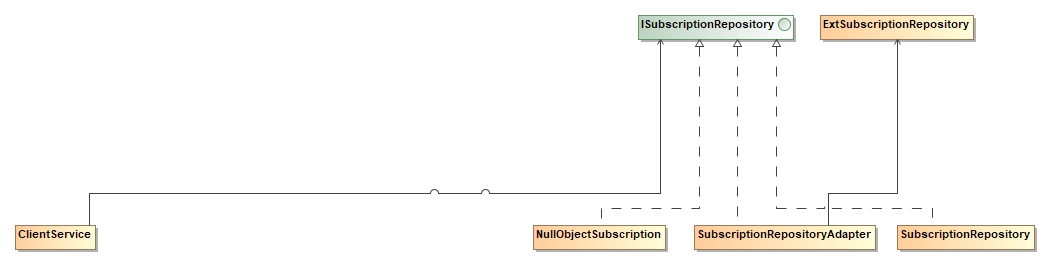 ISubscriptionRepository
ExtSubscriptionRepository
ClientService
NullObjectSubscription
SubscriptionRepositoryAdapter
SubscriptionRepository